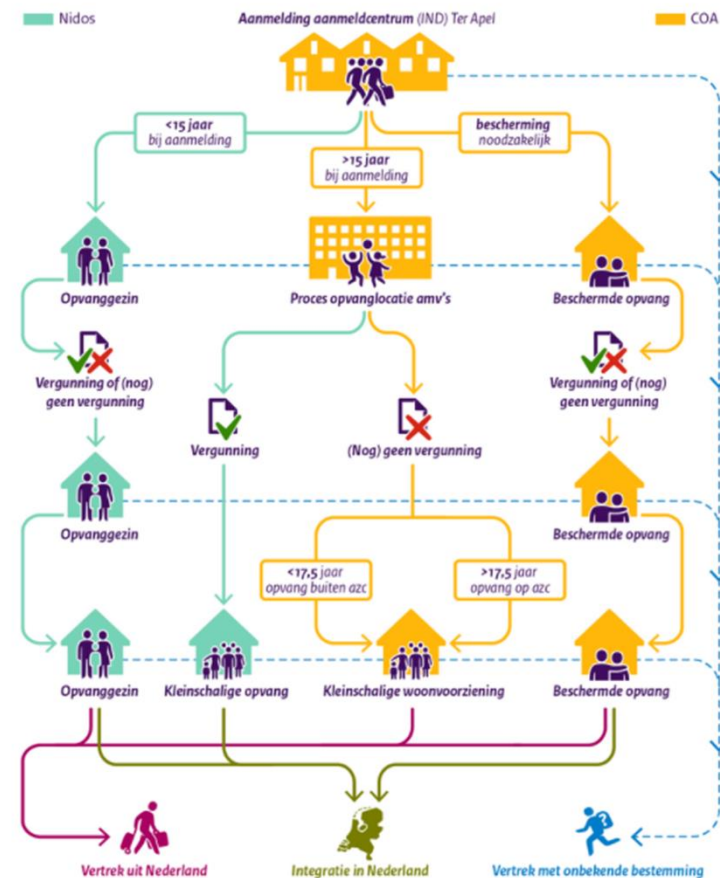 Nidos
Aanmelding aanmeldcentrum (IND) Ter Apel
COA
<15 jaar
bij aanmelding
>15 jaar
bij aanmelding
bescherming
noodzakelijk
Opvanggezin
Proces opvanglocatie amv's
Beschermde opvang
Vergunning of (nog)
geen vergunning
Vergunning of (nog)
geen vergunning
Vergunning
(Nog) geen vergunning
Opvanggezin
Beschermde opvang
<17,5 jaar
opvang buiten azc
>17,5 jaar
opvang op azc
Opvanggezin
Kleinschalige opvang
Kleinschalige woonvoorziening
Beschermde opvang
?
Vertrek uit Nederland
Integratie in Nederland
Vertrek met onbekende bestemming